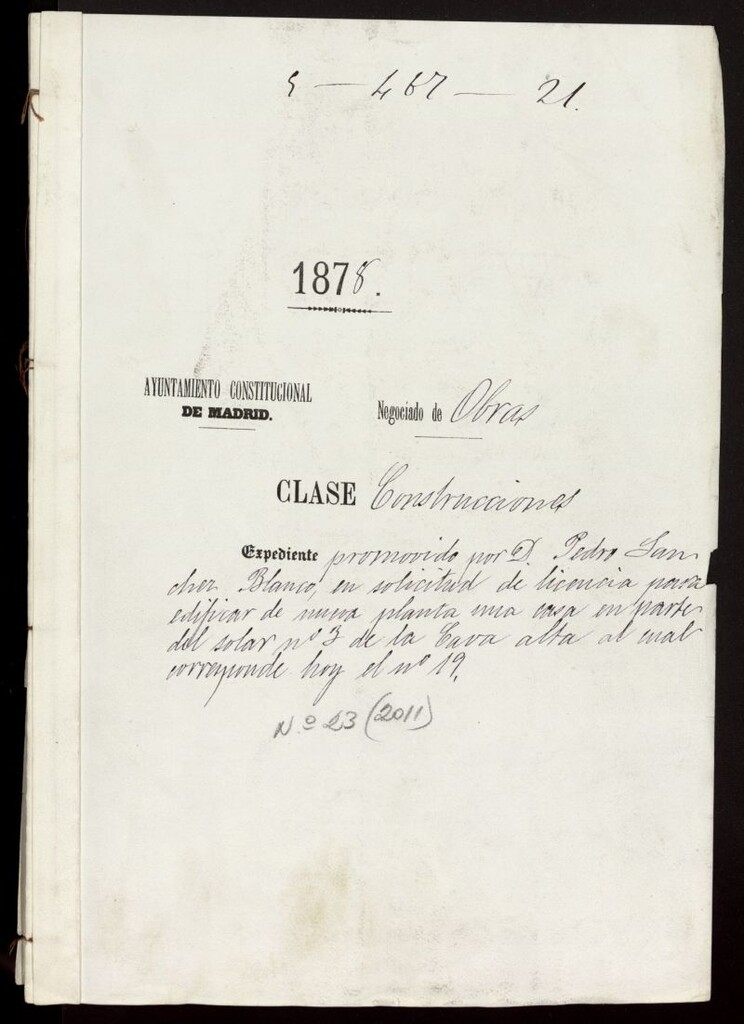 5 — 467 — 21.
1878.
AYUNTAMIENTO CONSTITUCIONAL
DE MADRID.
Negociado de Obras
CLASE Construcciones
Expediente promovido por D. Pedro San-
chez Blanco, en solicitud de licencia para
edificar de nueva planta una casa en parte
del solar nº 3 de la Cava alta al cual
corresponde hoy el nº 19.
Nº 23 (2011)